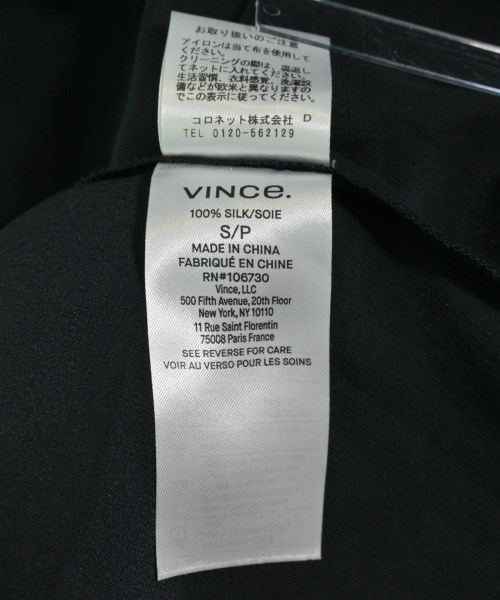 お取り扱いのご注意
アイロンは当て布を使用して
ください。
クリーニングの際は、裏返し
てネットに入れてください。
生活習慣、衣料感覚、洗濯設
備などが欧米と異なりますの
でこの表示に従ってください。
コロネット株式会社 D
TEL 0120-562129
VINCE.
100% SILK/SOIE
S/P
MADE IN CHINA
FABRIQUÉ EN CHINE
RN#106730
Vince, LLC
500 Fifth Avenue, 20th Floor
New York, NY 10110
11 Rue Saint Florentin
75008 Paris France
SEE REVERSE FOR CARE
VOIR AU VERSO POUR LES SOINS